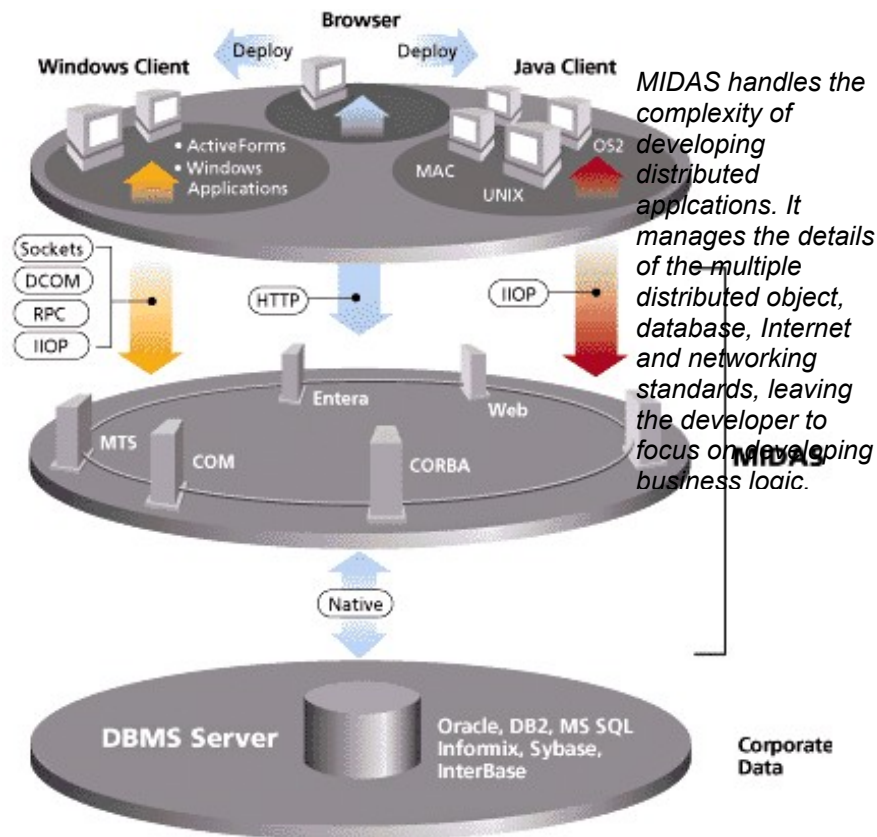 Browser
Deploy
Deploy
Windows Client
Java Client
• ActiveForms
• Windows
Applications
MAC
UNIX
OS2
MIDAS handles the
complexity of
developing
distributed
applcations. It
manages the details
of the multiple
distributed object,
database, Internet
and networking
standards, leaving
the developer to
focus on developing
business logic.
Sockets
DCOM
RPC
IIOP
HTTP
IIOP
Entera
Web
MTS
COM
CORBA
MIDAS
Native
DBMS Server
Oracle, DB2, MS SQL
Informix, Sybase,
InterBase
Corporate
Data